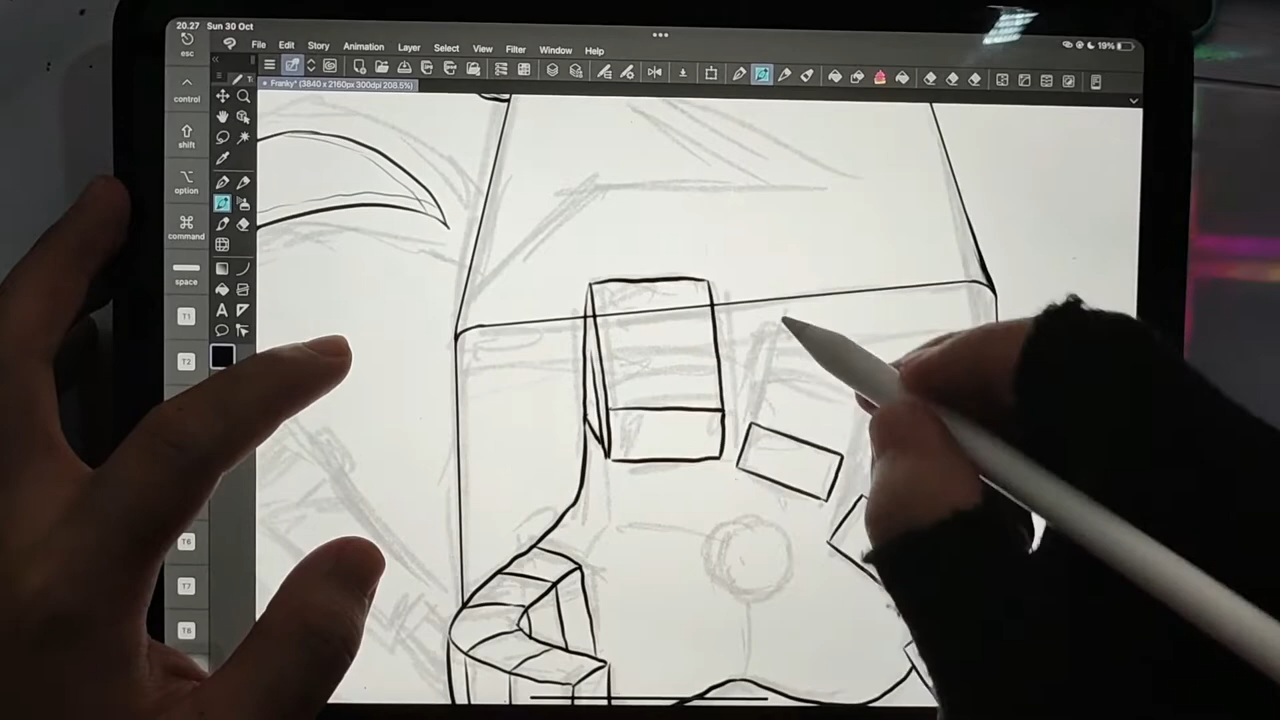 20.27 Sun 30 Oct
19%
esc
File Edit Story Animation Layer Select View Filter Window Help
Franky* (3840 x 2160px 300dpi 208.5%)
control
shift
option
command
space
T1
T2
T6
T7
T8